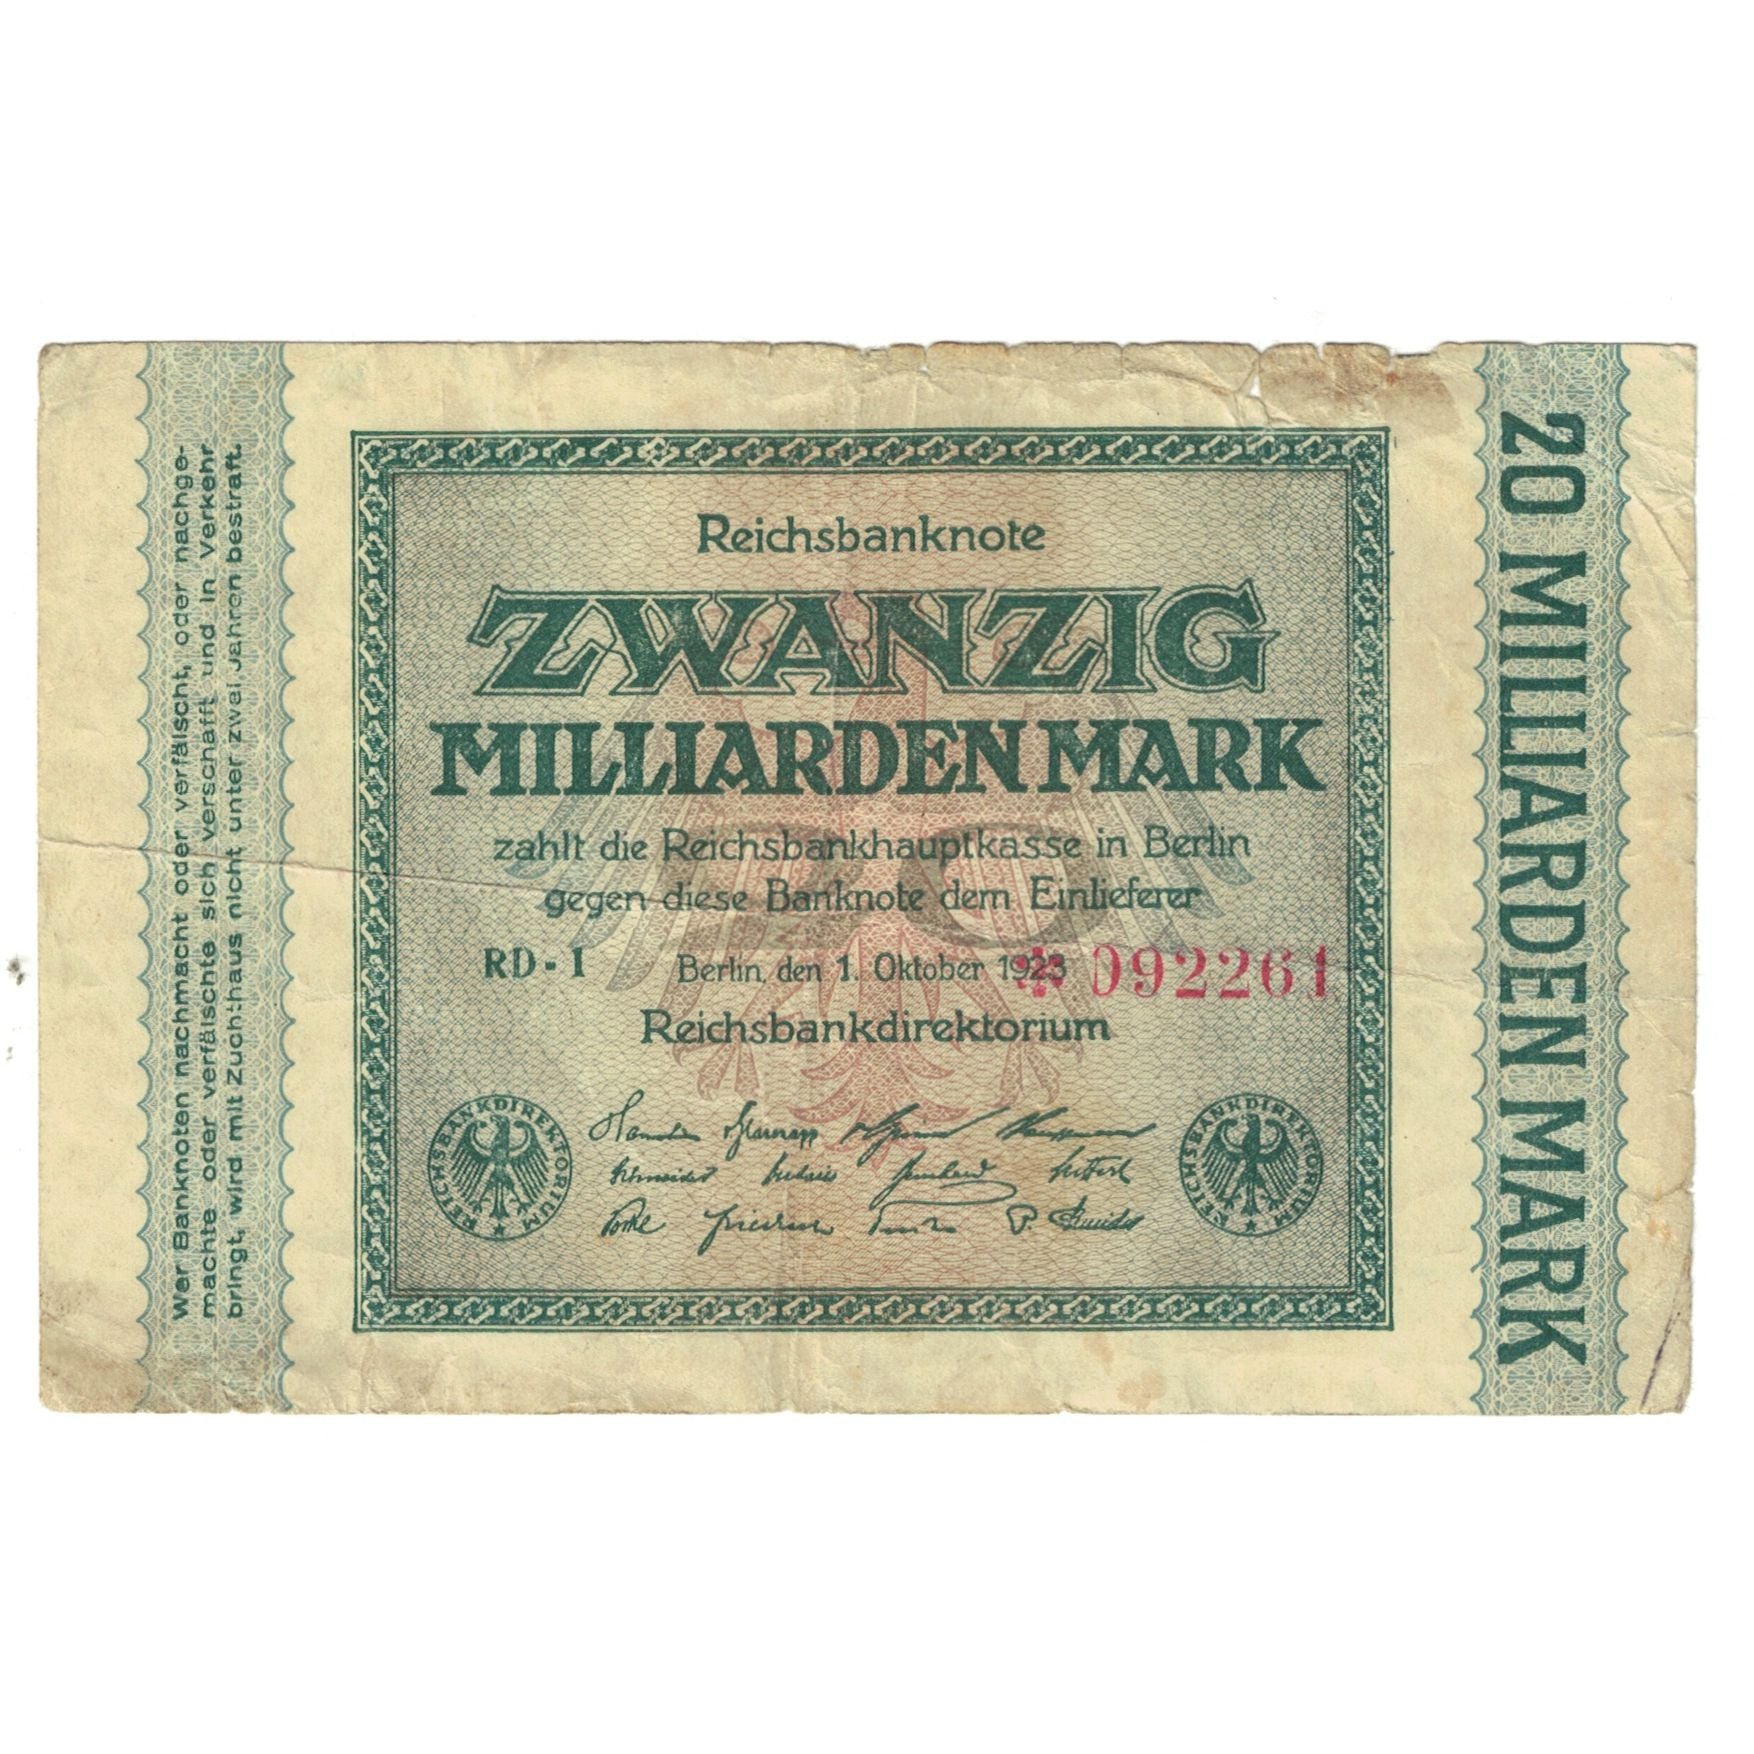 Wer Banknoten nachmacht oder verfälscht, oder nachge-
machte oder verfälschte sich verschafft und in Verkehr
bringt, wird mit Zuchthaus nicht unter zwei Jahren bestraft.
Reichsbanknote
ZWANZIG
MILLIARDEN MARK
zahlt die Reichsbankhauptkasse in Berlin
gegen diese Banknote dem Einlieferer
RD-1 Berlin, den 1. Oktober 1923 * 092261
Reichsbankdirektorium
REICHSBANKDIREKTORIUM
REICHSBANKDIREKTORIUM
20 MILLIARDEN MARK